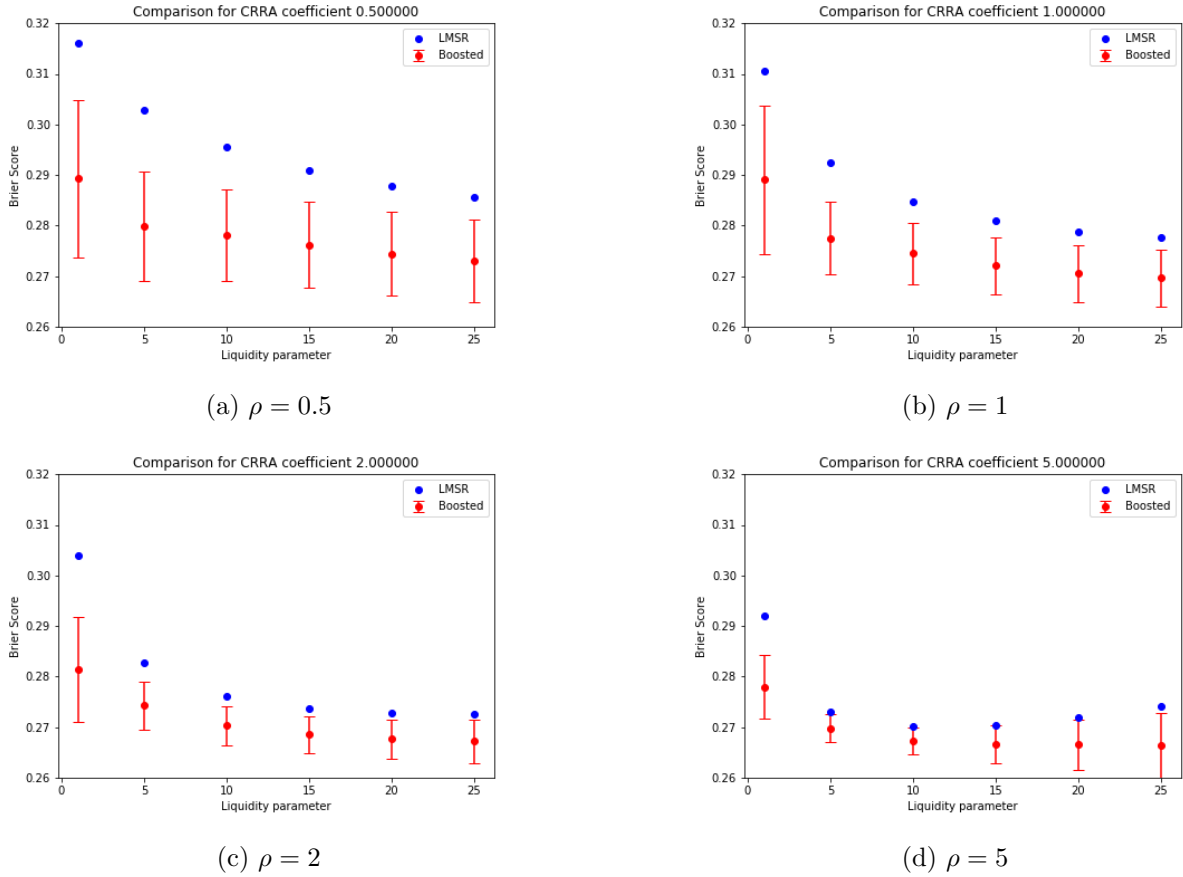 Comparison for CRRA coefficient 0.500000
0.32
0.31
0.30
0.29
0.28
0.27
0.26
Brier Score
LMSR
Boosted
0 5 10 15 20 25
Liquidity parameter
(a) ρ = 0.5
Comparison for CRRA coefficient 1.000000
0.32
0.31
0.30
0.29
0.28
0.27
0.26
Brier Score
LMSR
Boosted
0 5 10 15 20 25
Liquidity parameter
(b) ρ = 1
Comparison for CRRA coefficient 2.000000
0.32
0.31
0.30
0.29
0.28
0.27
0.26
Brier Score
LMSR
Boosted
0 5 10 15 20 25
Liquidity parameter
(c) ρ = 2
Comparison for CRRA coefficient 5.000000
0.32
0.31
0.30
0.29
0.28
0.27
0.26
Brier Score
LMSR
Boosted
0 5 10 15 20 25
Liquidity parameter
(d) ρ = 5